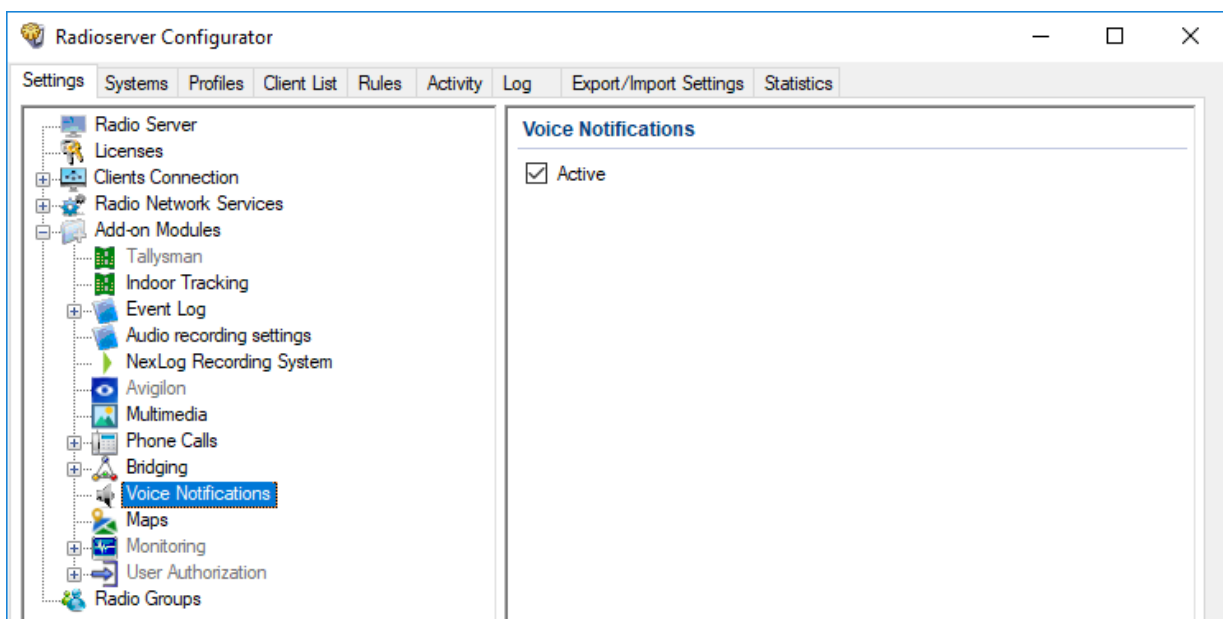 Radioserver Configurator
Settings Systems Profiles Client List Rules Activity Log Export/Import Settings Statistics
Radio Server
Licenses
Clients Connection
Radio Network Services
Add-on Modules
Tallysman
Indoor Tracking
Event Log
Audio recording settings
NexLog Recording System
Avigilon
Multimedia
Phone Calls
Bridging
Voice Notifications
Maps
Monitoring
User Authorization
Radio Groups
Voice Notifications
Active